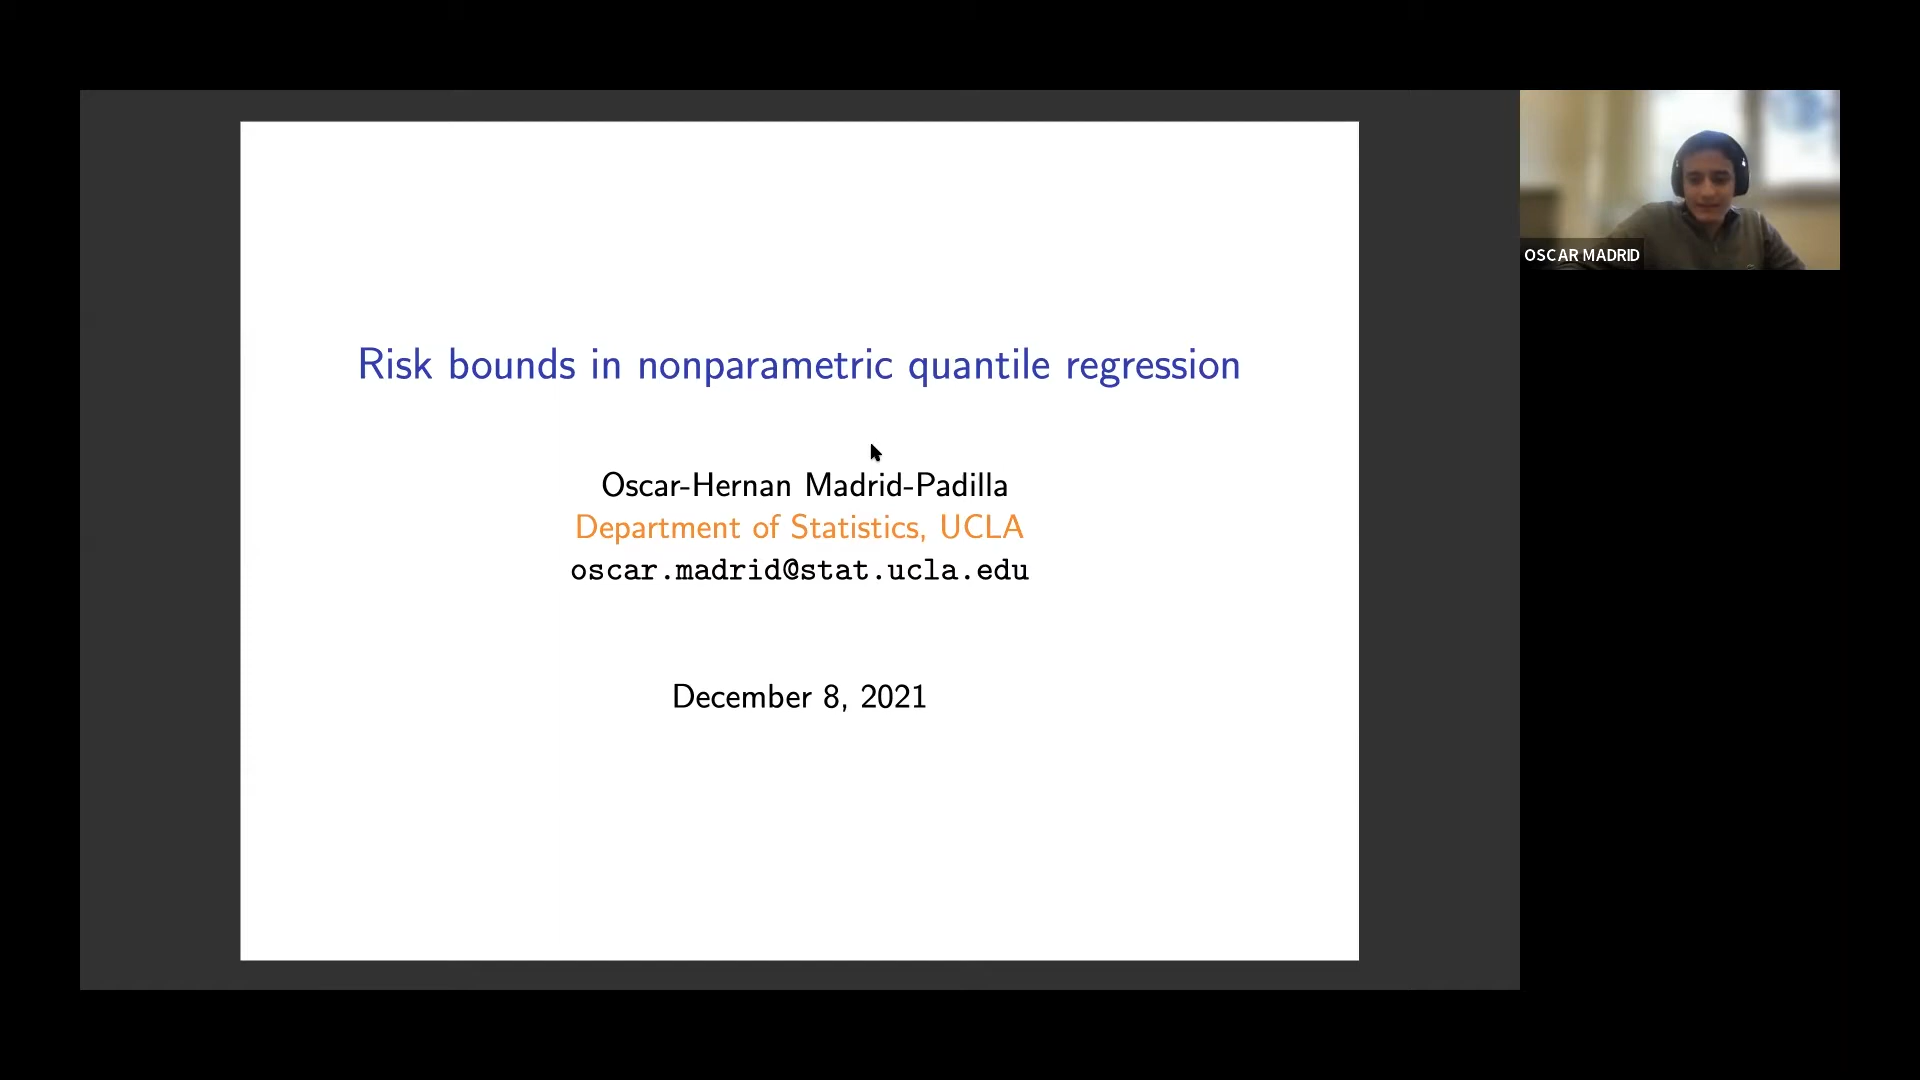 Risk bounds in nonparametric quantile regression
Oscar-Hernan Madrid-Padilla
Department of Statistics, UCLA
oscar.madrid@stat.ucla.edu
December 8, 2021
OSCAR MADRID